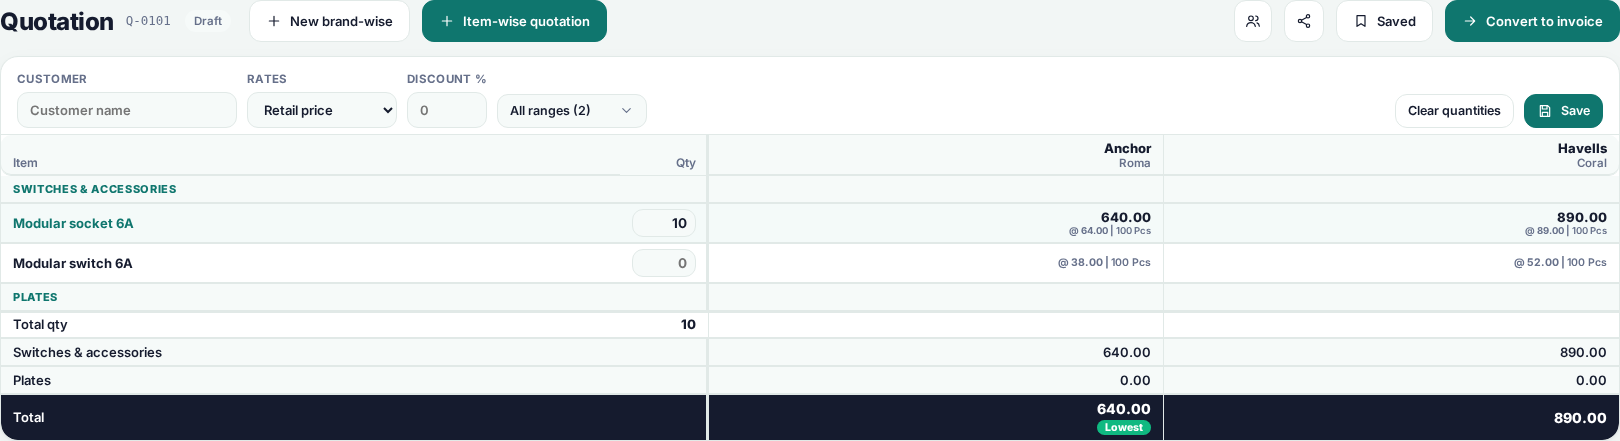 Quotation Q-0101 Draft + New brand-wise + Item-wise quotation Saved → Convert to invoice
CUSTOMER RATES DISCOUNT %
Customer name Retail price 0 All ranges (2) Clear quantities Save
Item Qty Anchor Roma Havells Coral
SWITCHES & ACCESSORIES
Modular socket 6A 10 640.00 890.00
@ 64.00 | 100 Pcs @ 89.00 | 100 Pcs
Modular switch 6A 0 @ 38.00 | 100 Pcs @ 52.00 | 100 Pcs
PLATES
Total qty 10
Switches & accessories 640.00 890.00
Plates 0.00 0.00
Total 640.00 890.00
Lowest